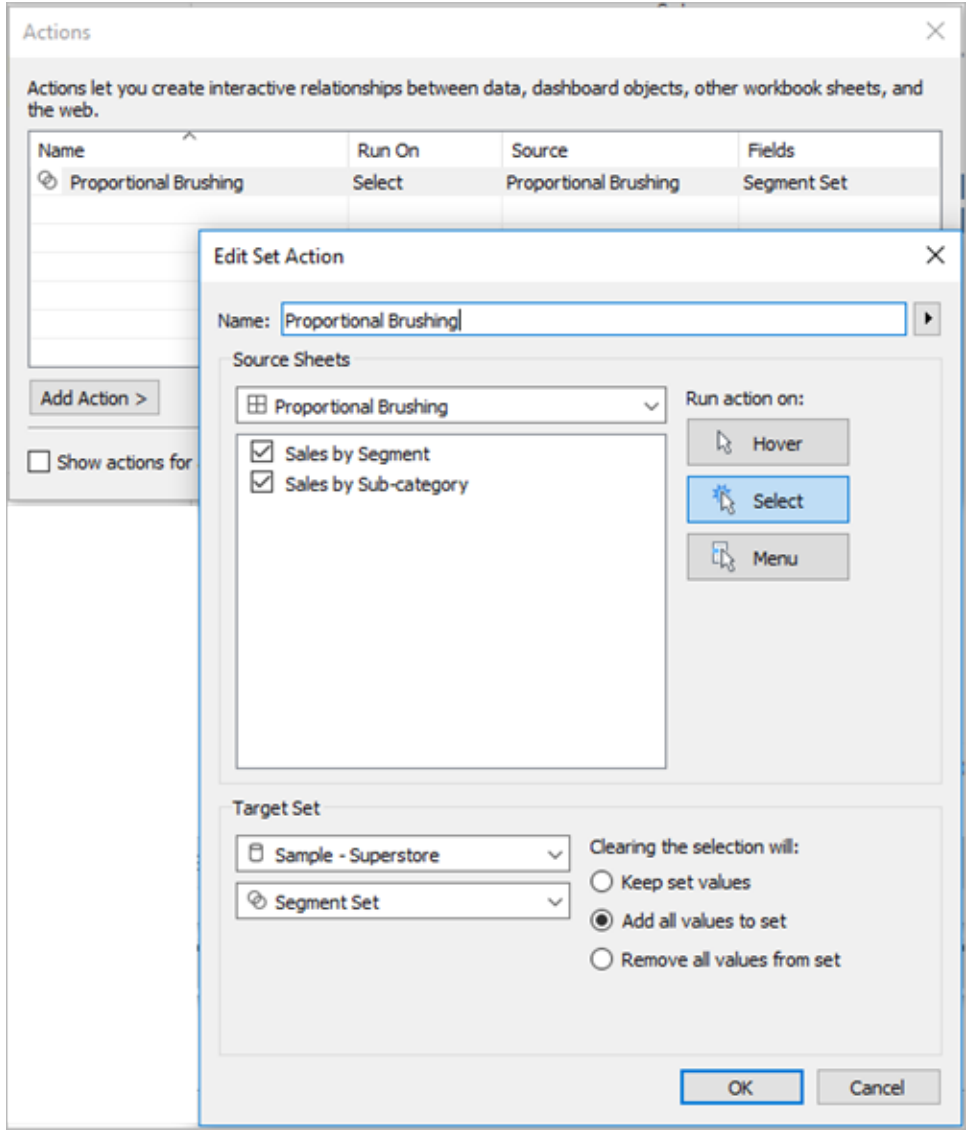 Actions
Actions let you create interactive relationships between data, dashboard objects, other workbook sheets, and
the web.
Name Run On Source Fields
Proportional Brushing Select Proportional Brushing Segment Set
Edit Set Action
Name: Proportional Brushing
Source Sheets
Add Action >
Proportional Brushing
Run action on:
Sales by Segment
Hover
Show actions for
Sales by Sub-category
Select
Menu
Target Set
Sample - Superstore
Clearing the selection will:
Segment Set
Keep set values
Add all values to set
Remove all values from set
OK Cancel